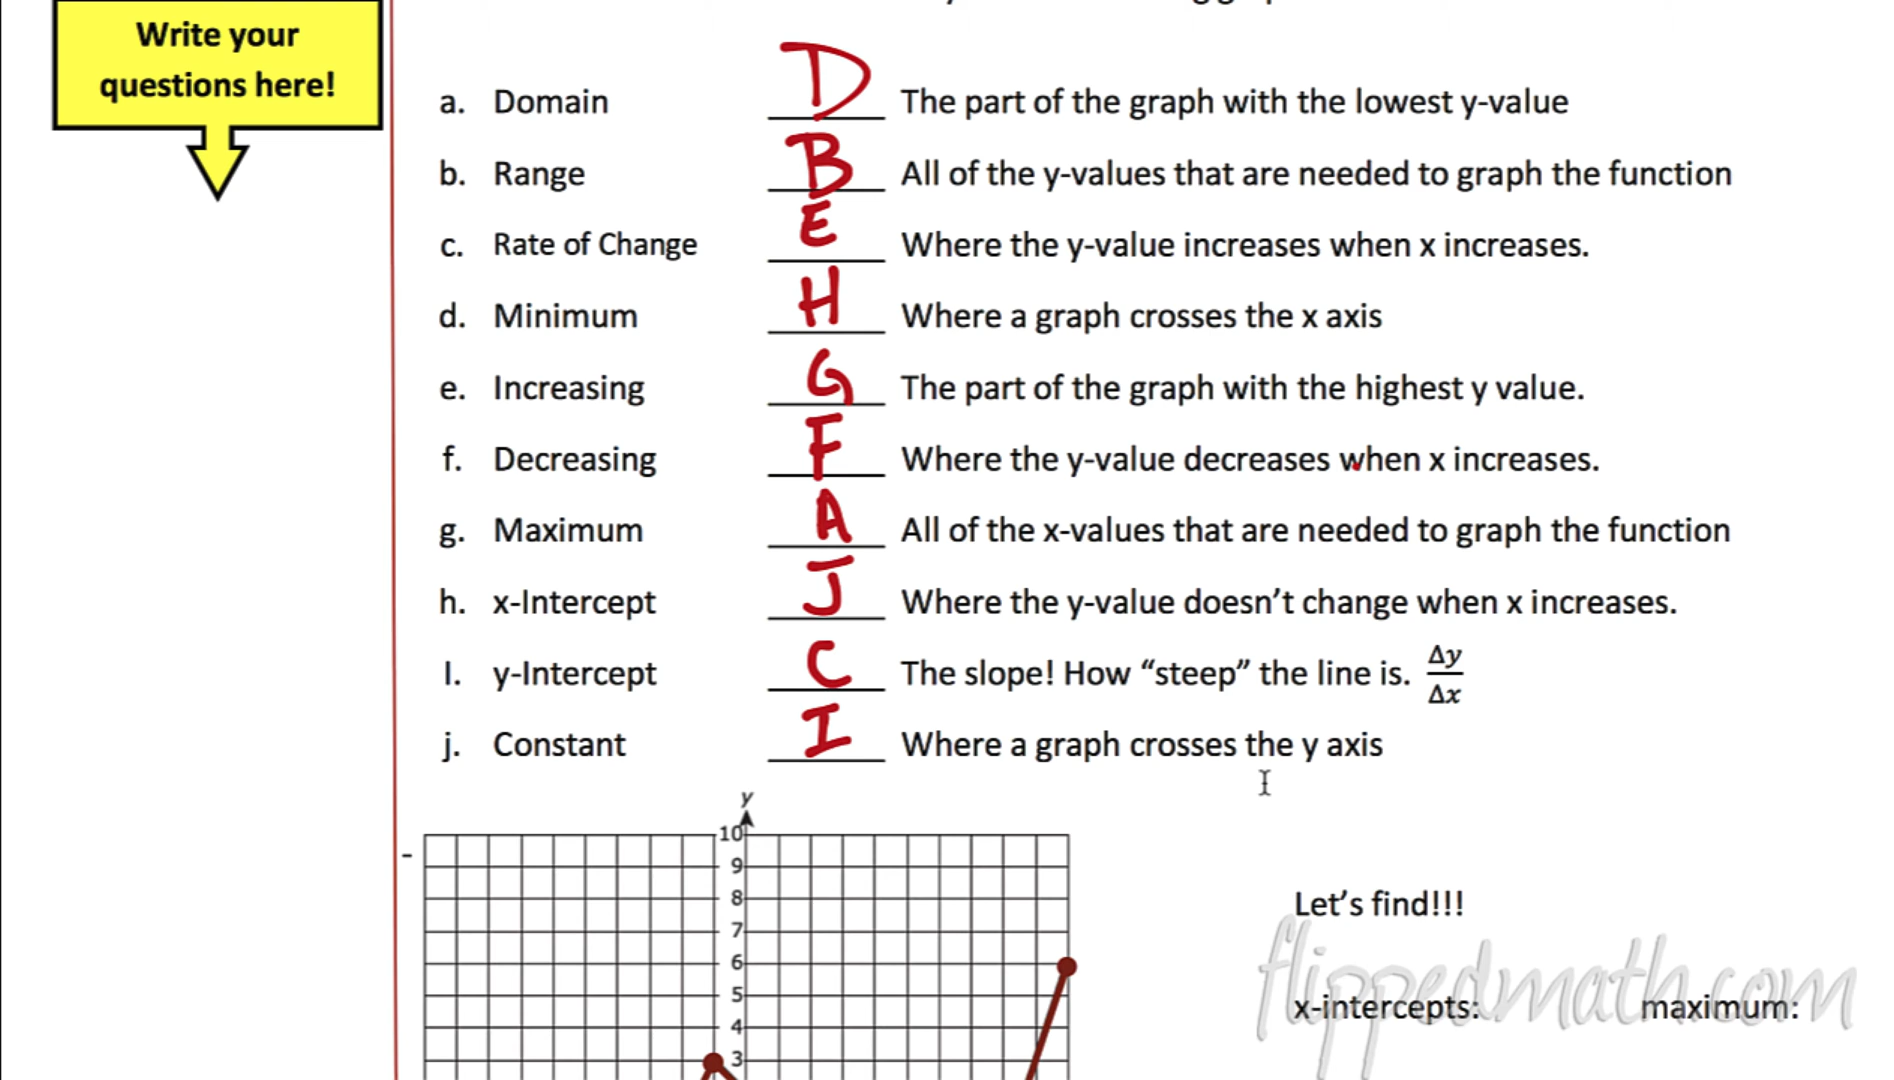 Write your
questions here!
a. Domain D The part of the graph with the lowest y-value
b. Range B All of the y-values that are needed to graph the function
c. Rate of Change E Where the y-value increases when x increases.
d. Minimum H Where a graph crosses the x axis
e. Increasing G The part of the graph with the highest y value.
f. Decreasing F Where the y-value decreases when x increases.
g. Maximum A All of the x-values that are needed to graph the function
h. x-Intercept J Where the y-value doesn't change when x increases.
I. y-Intercept C The slope! How “steep” the line is. Δy/Δx
j. Constant I Where a graph crosses the y axis
y
10
9
8
7
6
5
4
3
Let's find!!!
flippedmath.com
x-intercepts: maximum: